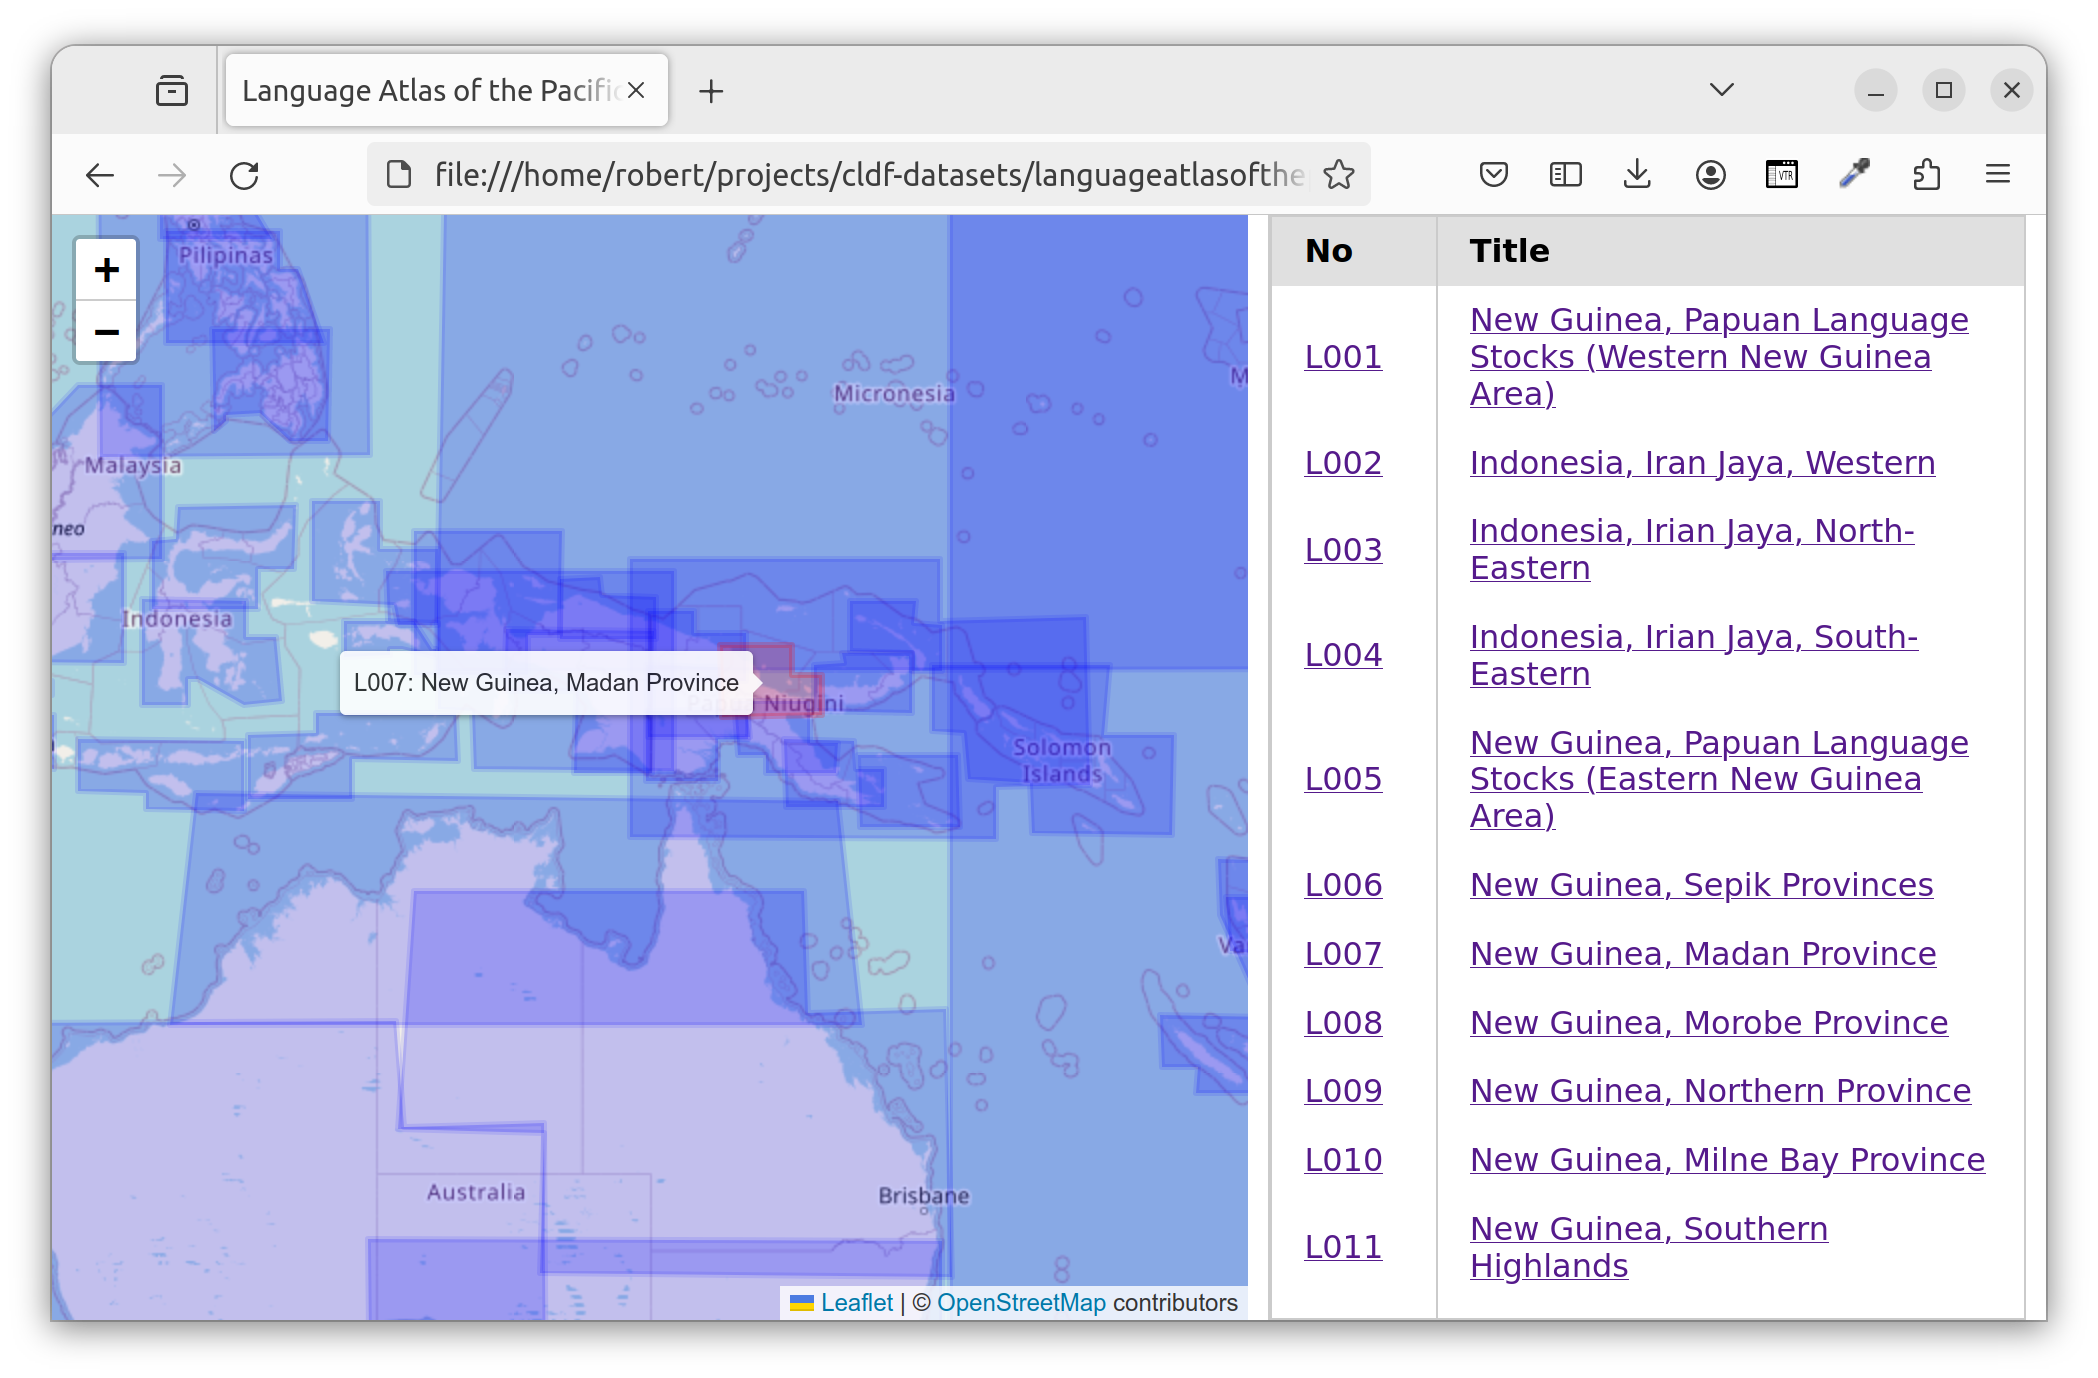 Language Atlas of the Pacific
file:///home/robert/projects/cldf-datasets/languageatlasofthe
VTR
+
−
Pilipinas
Micronesia
Malaysia
neo
Indonesia
L007: New Guinea, Madan Province
Papua Niugini
Solomon
Islands
Va
M
Australia
Brisbane
Leaflet | © OpenStreetMap contributors
No Title
L001 New Guinea, Papuan Language
Stocks (Western New Guinea
Area)
L002 Indonesia, Iran Jaya, Western
L003 Indonesia, Irian Jaya, North-
Eastern
L004 Indonesia, Irian Jaya, South-
Eastern
L005 New Guinea, Papuan Language
Stocks (Eastern New Guinea
Area)
L006 New Guinea, Sepik Provinces
L007 New Guinea, Madan Province
L008 New Guinea, Morobe Province
L009 New Guinea, Northern Province
L010 New Guinea, Milne Bay Province
L011 New Guinea, Southern
Highlands